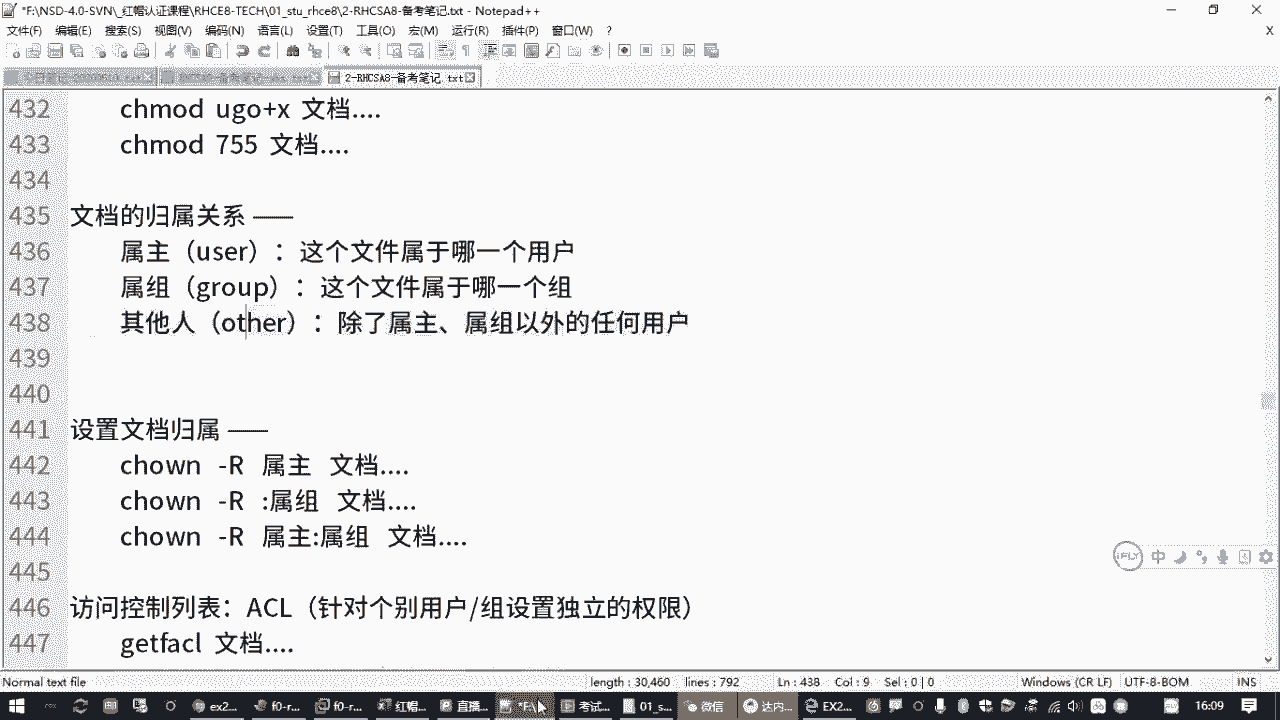 *F:\NSD-4.0-SVN\_红帽认证课程\RHCE8-TECH\01_stu_rhce8\2-RHCSA8-备考笔记.txt - Notepad++
文件(F) 编辑(E) 搜索(S) 视图(V) 编码(N) 语言(L) 设置(T) 工具(O) 宏(M) 运行(R) 插件(P) 窗口(W) ? X
2-RHCSA8-备考笔记.txt
432 chmod ugo+x 文档....
433 chmod 755 文档....
434
435 文档的归属关系 ——
436 属主（user）：这个文件属于哪一个用户
437 属组（group）：这个文件属于哪一个组
438 其他人（other）：除了属主、属组以外的任何用户
439
440
441 设置文档归属 ——
442 chown -R 属主 文档....
443 chown -R :属组 文档....
444 chown -R 属主:属组 文档....
445
446 访问控制列表：ACL（针对个别用户/组设置独立的权限）
447 getfacl 文档....
iFLY 中
Normal text file length : 30,460 lines : 792 Ln : 438 Col : 9 Sel : 0 | 0 Windows (CR LF) UTF-8-BOM INS
ex2... f0-r... f0-r... 红帽... 直播... *F:\... 考试... 01_s... 微信 达内... EX2... 中 16:09